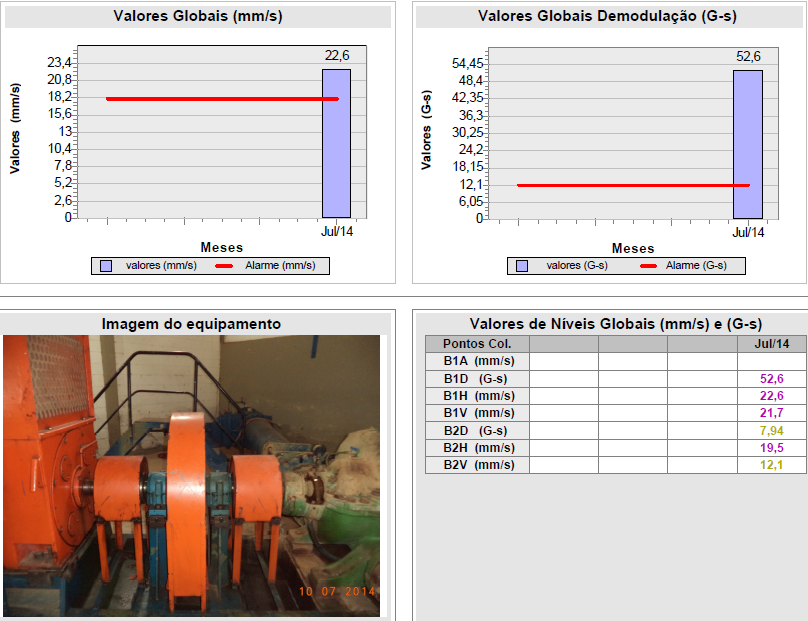 Valores Globais (mm/s)
22,6
23,4
20,8
18,2
15,6
13
10,4
7,8
5,2
2,6
0
Valores (mm/s)
Jul/14
Meses
valores (mm/s) Alarme (mm/s)
Valores Globais Demodulação (G-s)
52,6
54,45
48,4
42,35
36,3
30,25
24,2
18,15
12,1
6,05
0
Valores (G-s)
Jul/14
Meses
valores (G-s) Alarme (G-s)
Imagem do equipamento
10 07 2014
Valores de Níveis Globais (mm/s) e (G-s)
Pontos Col. Jul/14
B1A (mm/s)
B1D (G-s) 52,6
B1H (mm/s) 22,6
B1V (mm/s) 21,7
B2D (G-s) 7,94
B2H (mm/s) 19,5
B2V (mm/s) 12,1